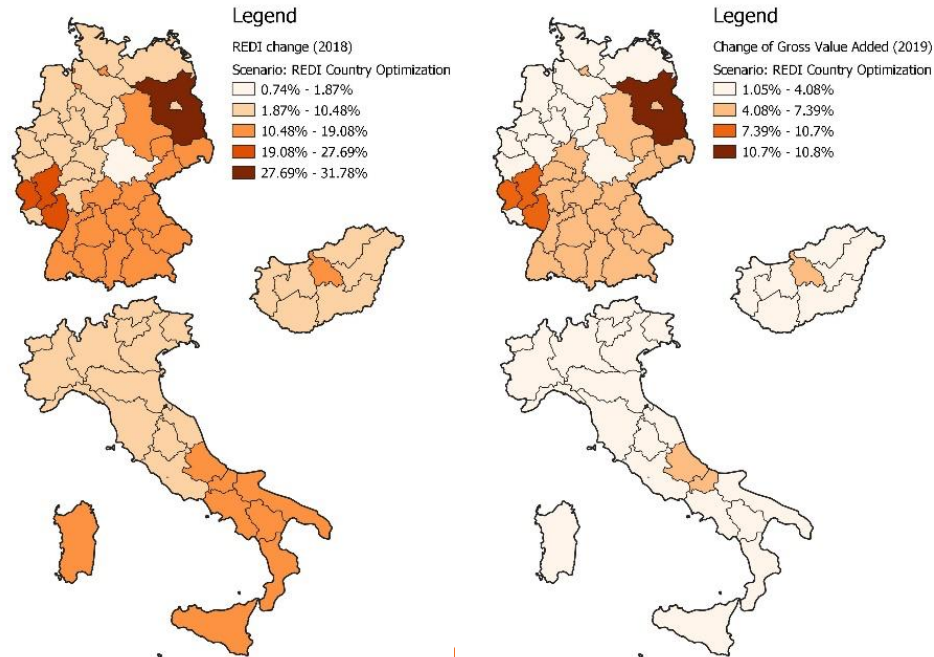 Legend
REDI change (2018)
Scenario: REDI Country Optimization
0.74% - 1.87%
1.87% - 10.48%
10.48% - 19.08%
19.08% - 27.69%
27.69% - 31.78%
Legend
Change of Gross Value Added (2019)
Scenario: REDI Country Optimization
1.05% - 4.08%
4.08% - 7.39%
7.39% - 10.7%
10.7% - 10.8%